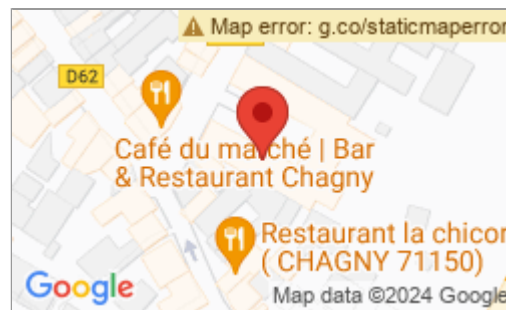 Map error: g.co/staticmaperror
D62
Café du marché | Bar
& Restaurant Chagny
Restaurant la chicor
( CHAGNY 71150)
Google
Map data ©2024 Google